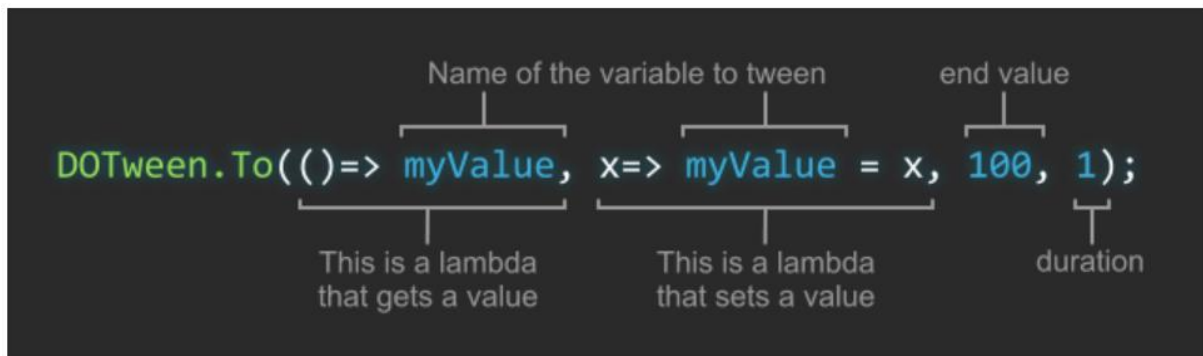 Name of the variable to tween end value
DOTween.To(()=> myValue, x=> myValue = x, 100, 1);
This is a lambda This is a lambda duration
that gets a value that sets a value